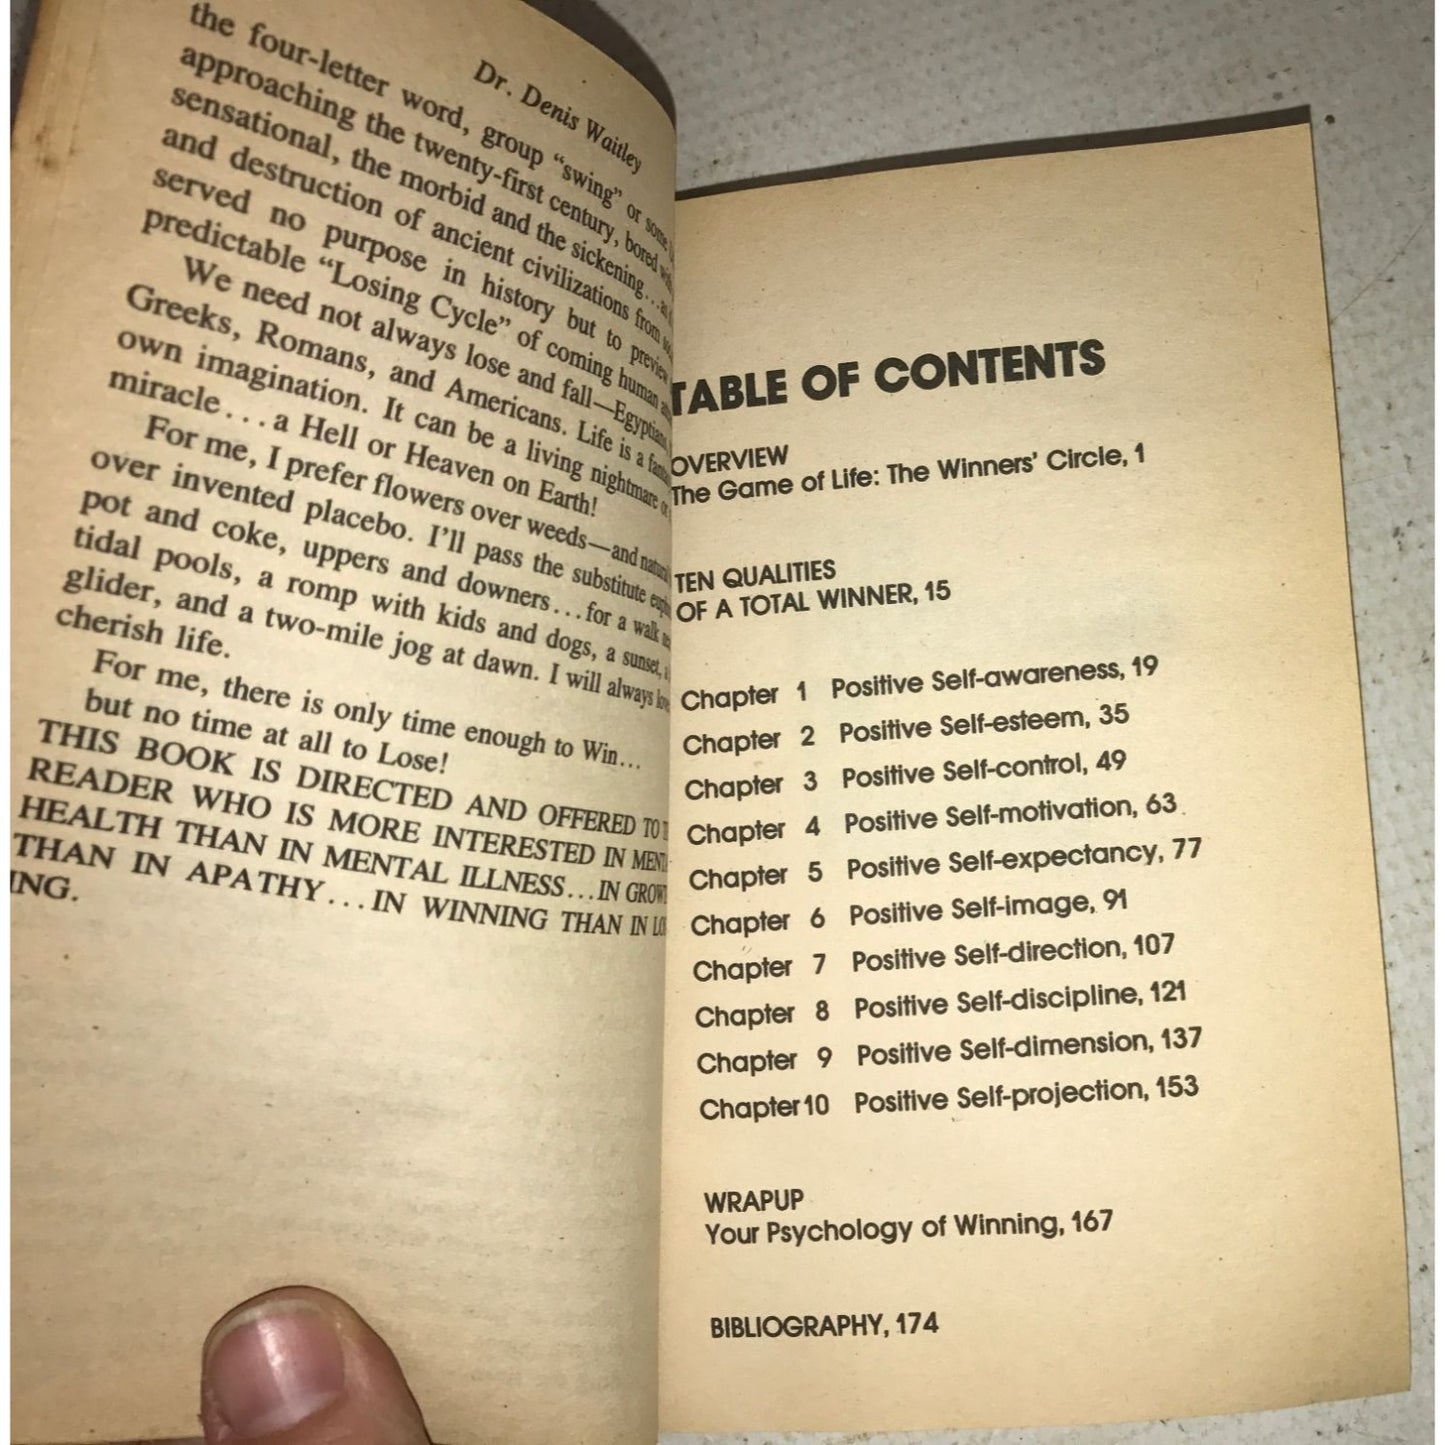 Dr. Denis Waitley
the four-letter word, group “swing” or some
approaching the twenty-first century, bored
sensational, the morbid and the sickening...
and destruction of ancient civilizations from
served no purpose in history but to preview
predictable “Losing Cycle” of coming human
We need not always lose and fall—Egyptians,
Greeks, Romans, and Americans. Life is a
own imagination. It can be a living nightmare or
miracle...a Hell or Heaven on Earth!
For me, I prefer flowers over weeds—and
over invented placebo. I’ll pass the substitute
pot and coke, uppers and downers...for a walk
tidal pools, a romp with kids and dogs, a sunset,
glider, and a two-mile jog at dawn. I will always
cherish life.
For me, there is only time enough to Win...
but no time at all to Lose!
THIS BOOK IS DIRECTED AND OFFERED TO
READER WHO IS MORE INTERESTED IN
HEALTH THAN IN MENTAL ILLNESS...IN
THAN IN APATHY...IN WINNING THAN IN
ING.
TABLE OF CONTENTS
OVERVIEW
The Game of Life: The Winners’ Circle, 1
TEN QUALITIES
OF A TOTAL WINNER, 15
Chapter 1 Positive Self-awareness, 19
Chapter 2 Positive Self-esteem, 35
Chapter 3 Positive Self-control, 49
Chapter 4 Positive Self-motivation, 63
Chapter 5 Positive Self-expectancy, 77
Chapter 6 Positive Self-image, 91
Chapter 7 Positive Self-direction, 107
Chapter 8 Positive Self-discipline, 121
Chapter 9 Positive Self-dimension, 137
Chapter 10 Positive Self-projection, 153
WRAPUP
Your Psychology of Winning, 167
BIBLIOGRAPHY, 174